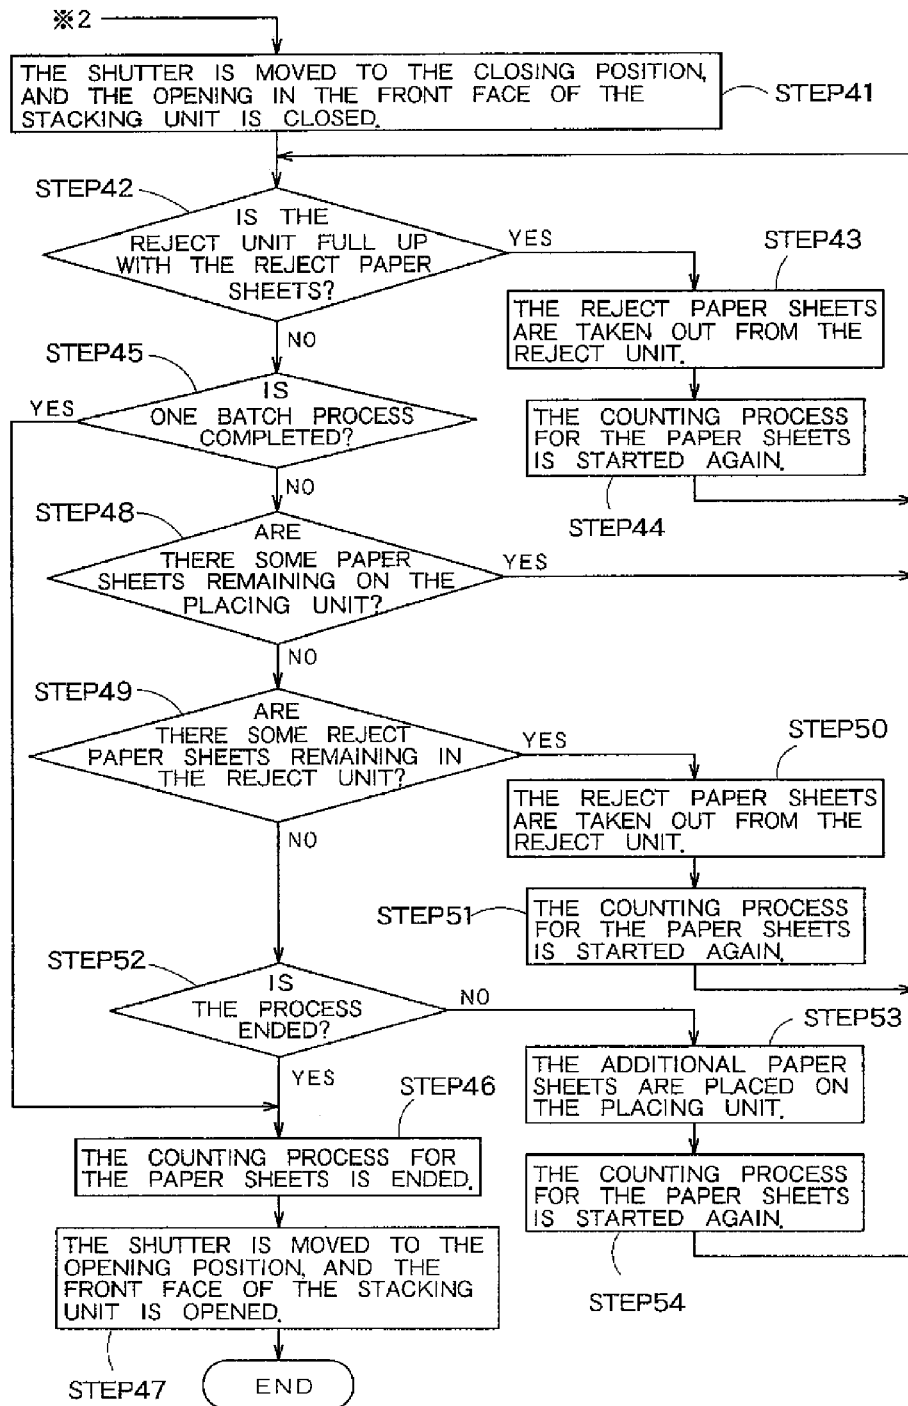 ※2
THE SHUTTER IS MOVED TO THE CLOSING POSITION,
AND THE OPENING IN THE FRONT FACE OF THE
STACKING UNIT IS CLOSED.
STEP41
STEP42
IS THE
REJECT UNIT FULL UP
WITH THE REJECT PAPER
SHEETS?
YES
NO
STEP43
THE REJECT PAPER SHEETS
ARE TAKEN OUT FROM THE
REJECT UNIT.
THE COUNTING PROCESS
FOR THE PAPER SHEETS
IS STARTED AGAIN.
STEP44
STEP45
IS
ONE BATCH PROCESS
COMPLETED?
YES
NO
STEP48
ARE
THERE SOME PAPER
SHEETS REMAINING ON THE
PLACING UNIT?
YES
NO
STEP49
ARE
THERE SOME REJECT
PAPER SHEETS REMAINING IN
THE REJECT UNIT?
YES
NO
STEP50
THE REJECT PAPER SHEETS
ARE TAKEN OUT FROM THE
REJECT UNIT.
STEP51
THE COUNTING PROCESS
FOR THE PAPER SHEETS
IS STARTED AGAIN.
STEP52
IS
THE PROCESS
ENDED?
NO
YES
STEP53
THE ADDITIONAL PAPER
SHEETS ARE PLACED ON
THE PLACING UNIT.
THE COUNTING PROCESS
FOR THE PAPER SHEETS
IS STARTED AGAIN.
STEP54
STEP46
THE COUNTING PROCESS FOR
THE PAPER SHEETS IS ENDED.
THE SHUTTER IS MOVED TO THE
OPENING POSITION, AND THE
FRONT FACE OF THE STACKING
UNIT IS OPENED.
STEP47
END